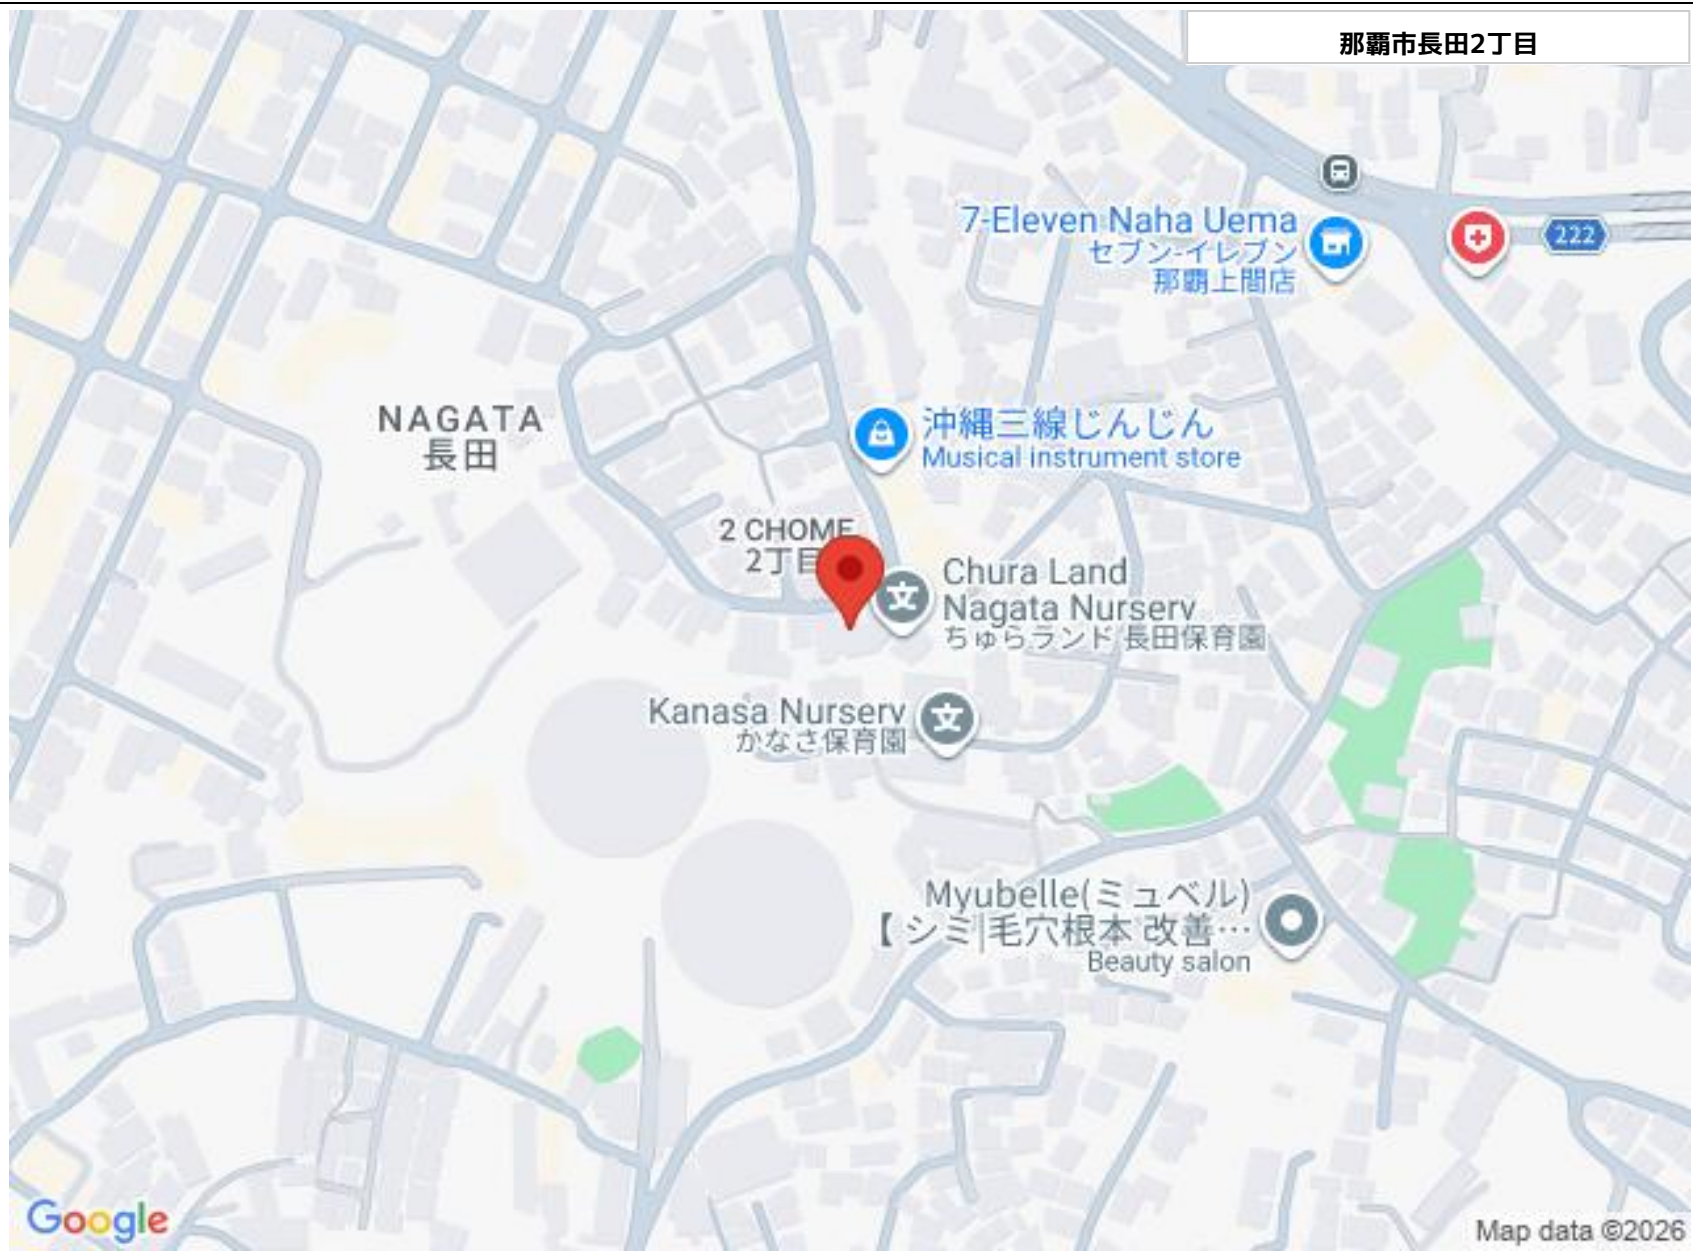 那覇市長田2丁目
7-Eleven Naha Uema
セブン-イレブン
那覇上間店
222
NAGATA
長田
沖縄三線じんじん
Musical instrument store
2 CHOME
2丁目
Chura Land
Nagata Nursery
ちゅらランド 長田保育園
Kanasa Nursery
かなさ保育園
文
文
Myubelle(ミュベル)
【 シミ|毛穴根本 改善…
Beauty salon
Google
Map data ©2026